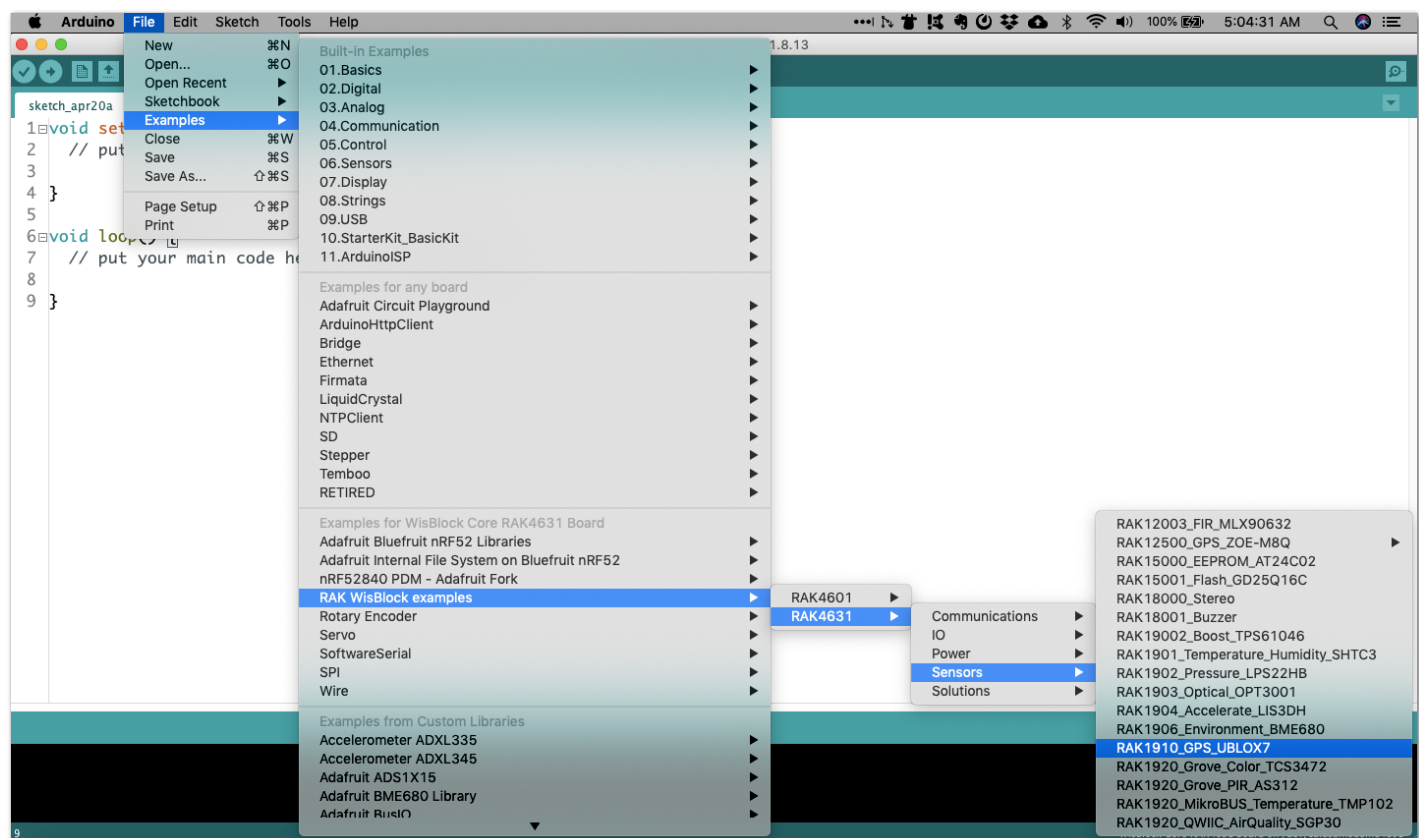 Arduino File Edit Sketch Tools Help 100% 5:04:31 AM
1.8.13
sketch_apr20a
1 void set
2 // put
3
4 }
5
6 void loop() {
7 // put your main code he
8
9 }
New ⌘N
Open... ⌘O
Open Recent
Sketchbook
Examples
Close ⌘W
Save ⌘S
Save As... ⇧⌘S
Page Setup ⇧⌘P
Print ⌘P
Built-in Examples
01.Basics
02.Digital
03.Analog
04.Communication
05.Control
06.Sensors
07.Display
08.Strings
09.USB
10.StarterKit_BasicKit
11.ArduinoISP
Examples for any board
Adafruit Circuit Playground
ArduinoHttpClient
Bridge
Ethernet
Firmata
LiquidCrystal
NTPClient
SD
Stepper
Temboo
RETIRED
Examples for WisBlock Core RAK4631 Board
Adafruit Bluefruit nRF52 Libraries
Adafruit Internal File System on Bluefruit nRF52
nRF52840 PDM - Adafruit Fork
RAK WisBlock examples
Rotary Encoder
Servo
SoftwareSerial
SPI
Wire
Examples from Custom Libraries
Accelerometer ADXL335
Accelerometer ADXL345
Adafruit ADS1X15
Adafruit BME680 Library
Adafruit BusIO
RAK4601
RAK4631
Communications
IO
Power
Sensors
Solutions
RAK12003_FIR_MLX90632
RAK12500_GPS_ZOE-M8Q
RAK15000_EEPROM_AT24C02
RAK15001_Flash_GD25Q16C
RAK18000_Stereo
RAK18001_Buzzer
RAK19002_Boost_TPS61046
RAK1901_Temperature_Humidity_SHTC3
RAK1902_Pressure_LPS22HB
RAK1903_Optical_OPT3001
RAK1904_Accelerate_LIS3DH
RAK1906_Environment_BME680
RAK1910_GPS_UBLOX7
RAK1920_Grove_Color_TCS3472
RAK1920_Grove_PIR_AS312
RAK1920_MikroBUS_Temperature_TMP102
RAK1920_QWIIC_AirQuality_SGP30
9